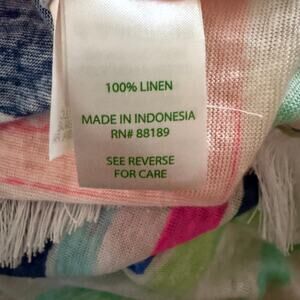 100% LINEN
MADE IN INDONESIA
RN# 88189
SEE REVERSE
FOR CARE